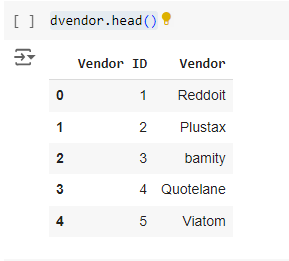 [ ] dvendor.head()
Vendor ID Vendor
0 1 Reddoit
1 2 Plustax
2 3 bamity
3 4 Quotelane
4 5 Viatom